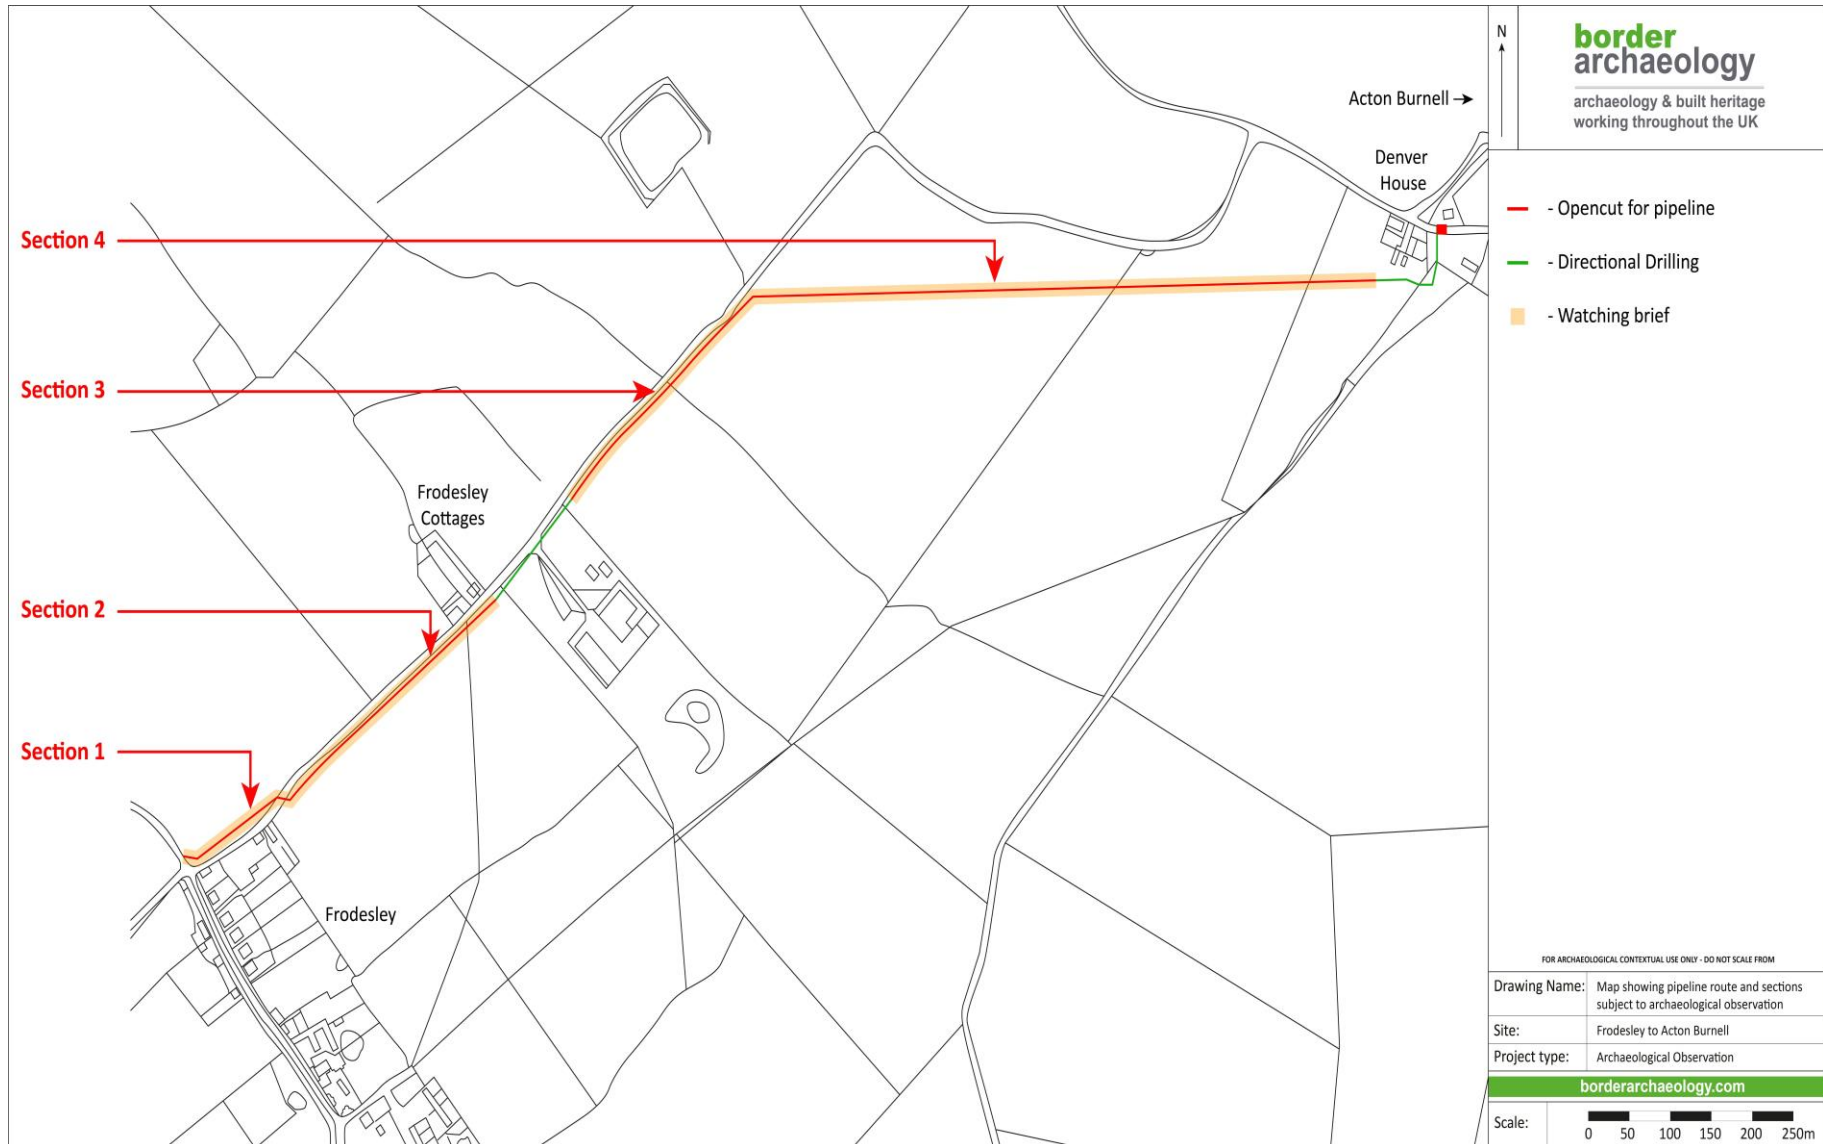 N
border
archaeology
archaeology & built heritage
working throughout the UK
Acton Burnell
Denver
House
- Opencut for pipeline
- Directional Drilling
- Watching brief
Section 4
Section 3
Frodesley
Cottages
Section 2
Section 1
Frodesley
FOR ARCHAEOLOGICAL CONTEXTUAL USE ONLY - DO NOT SCALE FROM
Drawing Name: Map showing pipeline route and sections
subject to archaeological observation
Site: Frodesley to Acton Burnell
Project type: Archaeological Observation
borderarchaeology.com
Scale:
0 50 100 150 200 250m